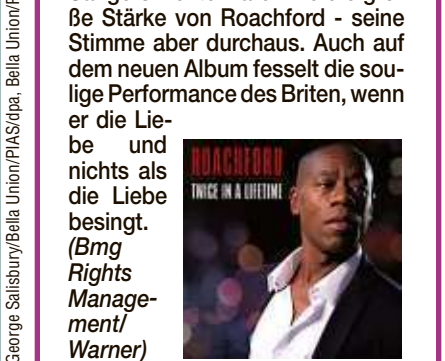 ße Stärke von Roachford - seine
Stimme aber durchaus. Auch auf
dem neuen Album fesselt die sou-
lige Performance des Briten, wenn
er die Lie-
be und
nichts als
die Liebe
besingt.
(Bmg
Rights
Manage-
ment/
Warner)
ROACHFORD
TWICE IN A LIFETIME
George Salisbury/Bella Union/PIAS/dpa, Bella Union/